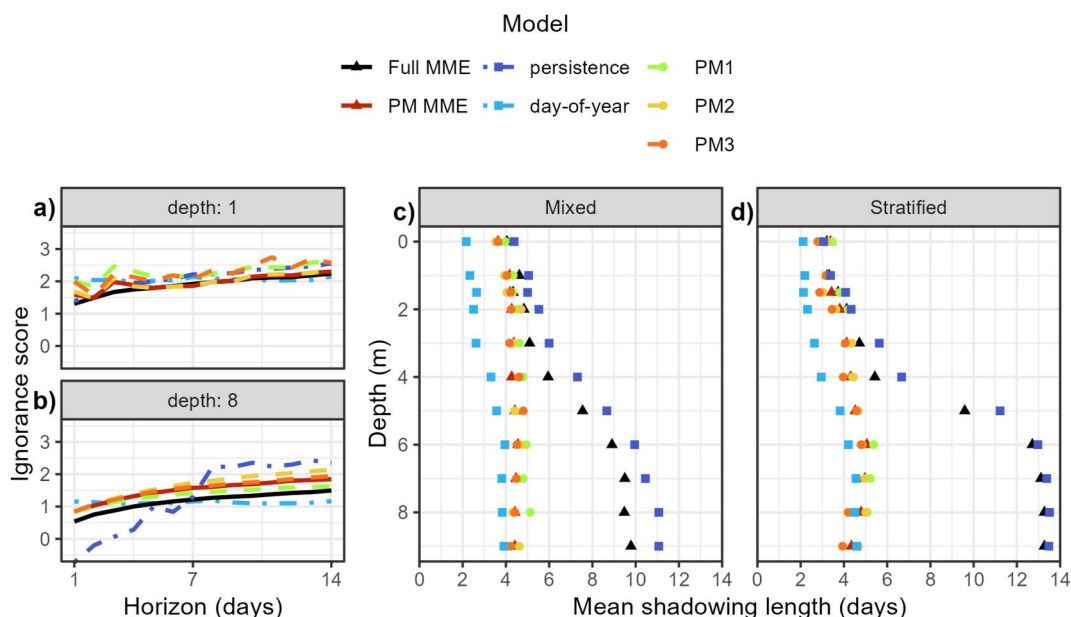 Model
Full MME persistence PM1
PM MME day-of-year PM2
PM3
a) depth: 1
3
2
1
0
Ignorance score
b) depth: 8
3
2
1
0
1 7 14
Horizon (days)
c) Mixed
d) Stratified
0
2
4
6
8
Depth (m)
0 2 4 6 8 10 12 14
0 2 4 6 8 10 12 14
Mean shadowing length (days)